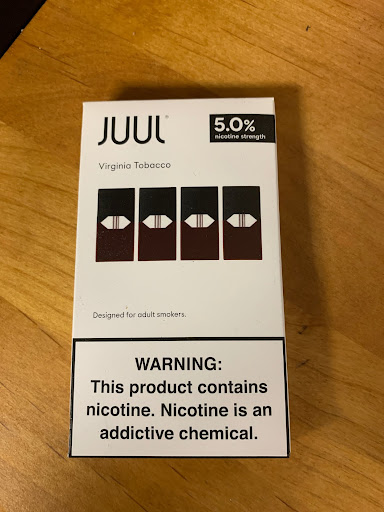 JUUL
5.0%
nicotine strength
Virginia Tobacco
Designed for adult smokers.
WARNING:
This product contains
nicotine. Nicotine is an
addictive chemical.